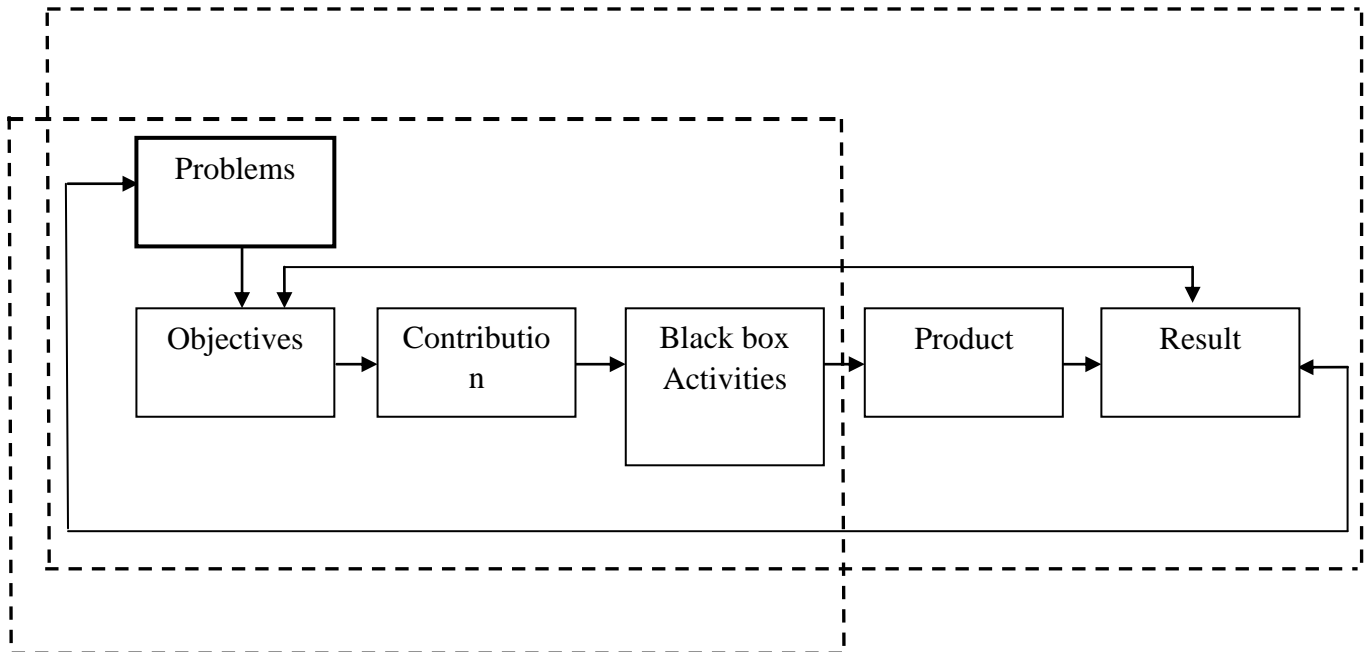 Problems
Objectives
Contributio
n
Black box
Activities
Product
Result